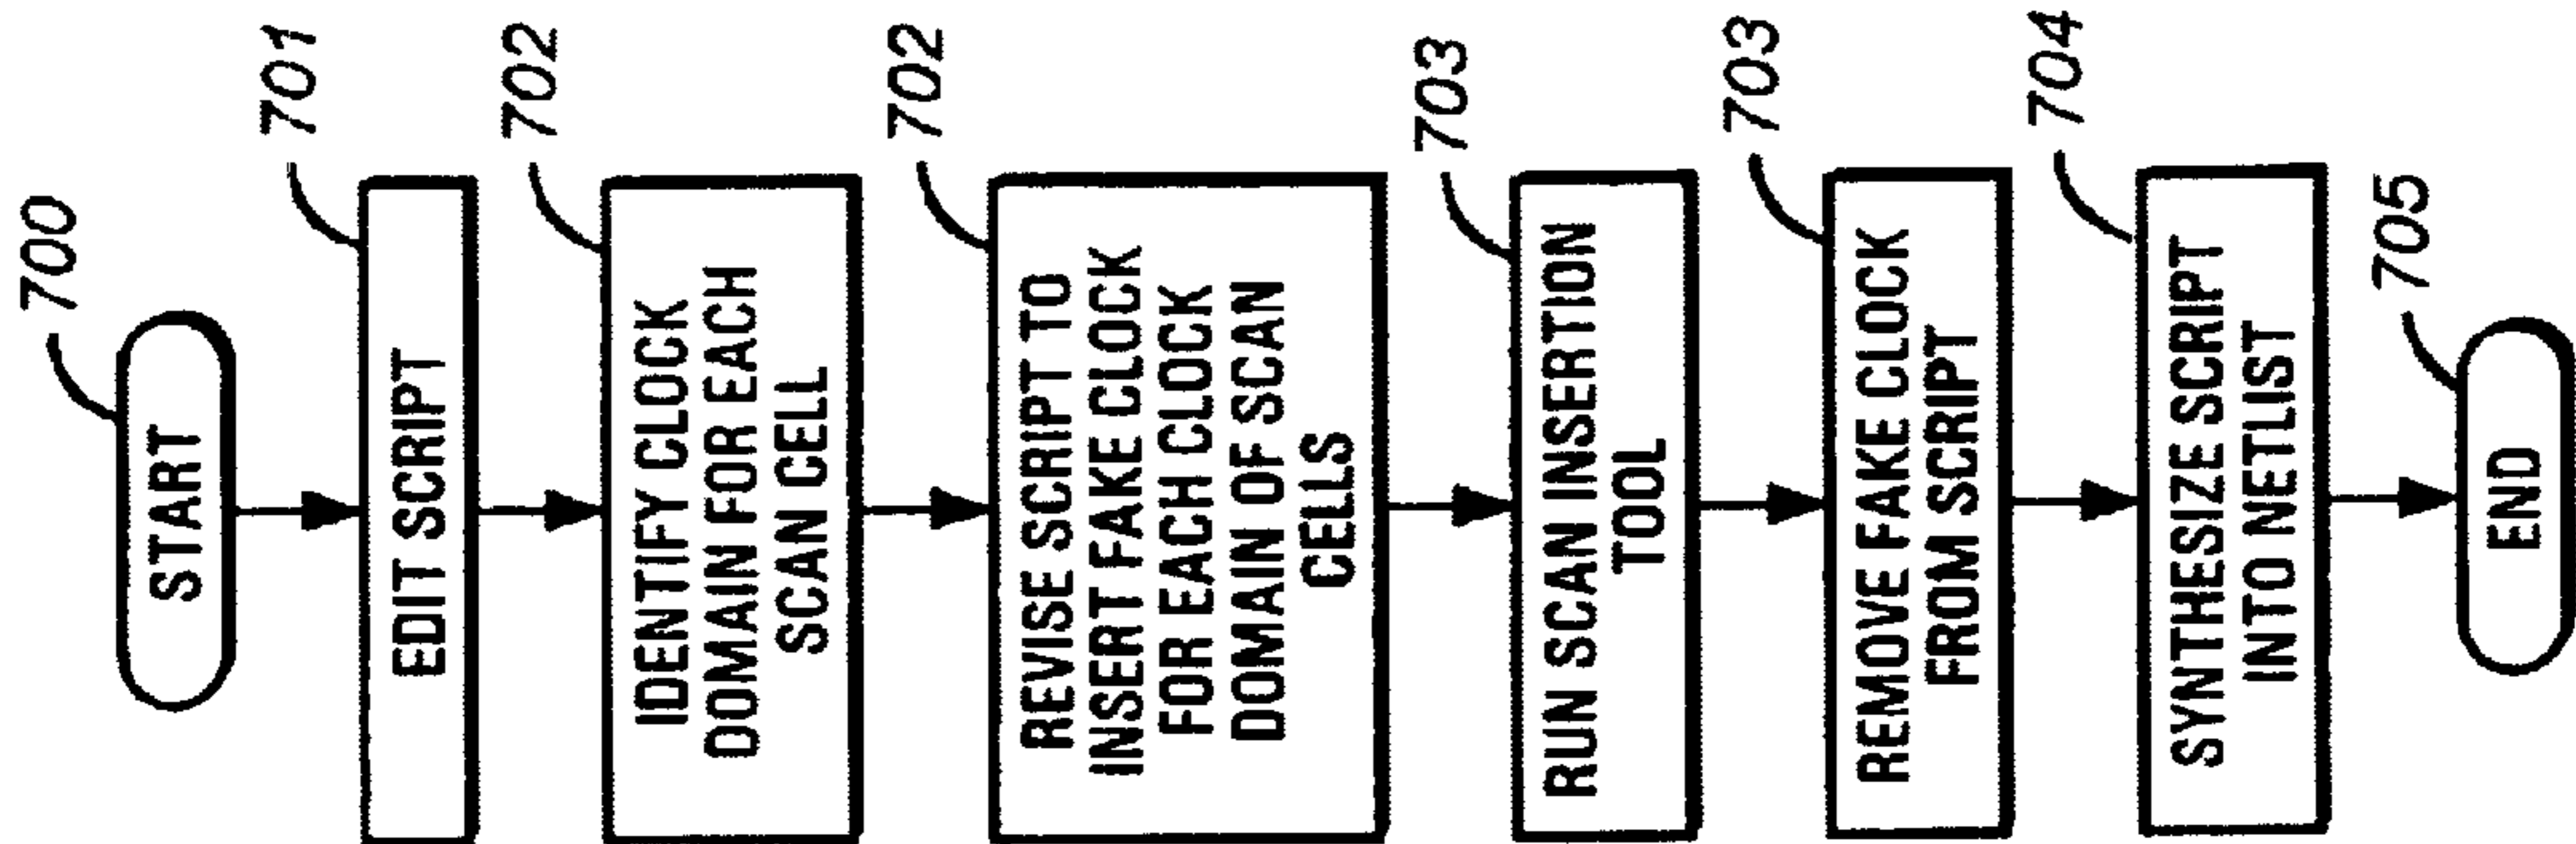 700
START
701
EDIT SCRIPT
702
IDENTIFY CLOCK
DOMAIN FOR EACH
SCAN CELL
702
REVISE SCRIPT TO
INSERT FAKE CLOCK
FOR EACH CLOCK
DOMAIN OF SCAN
CELLS
703
RUN SCAN INSERTION
TOOL
703
REMOVE FAKE CLOCK
FROM SCRIPT
704
SYNTHESIZE SCRIPT
INTO NETLIST
705
END